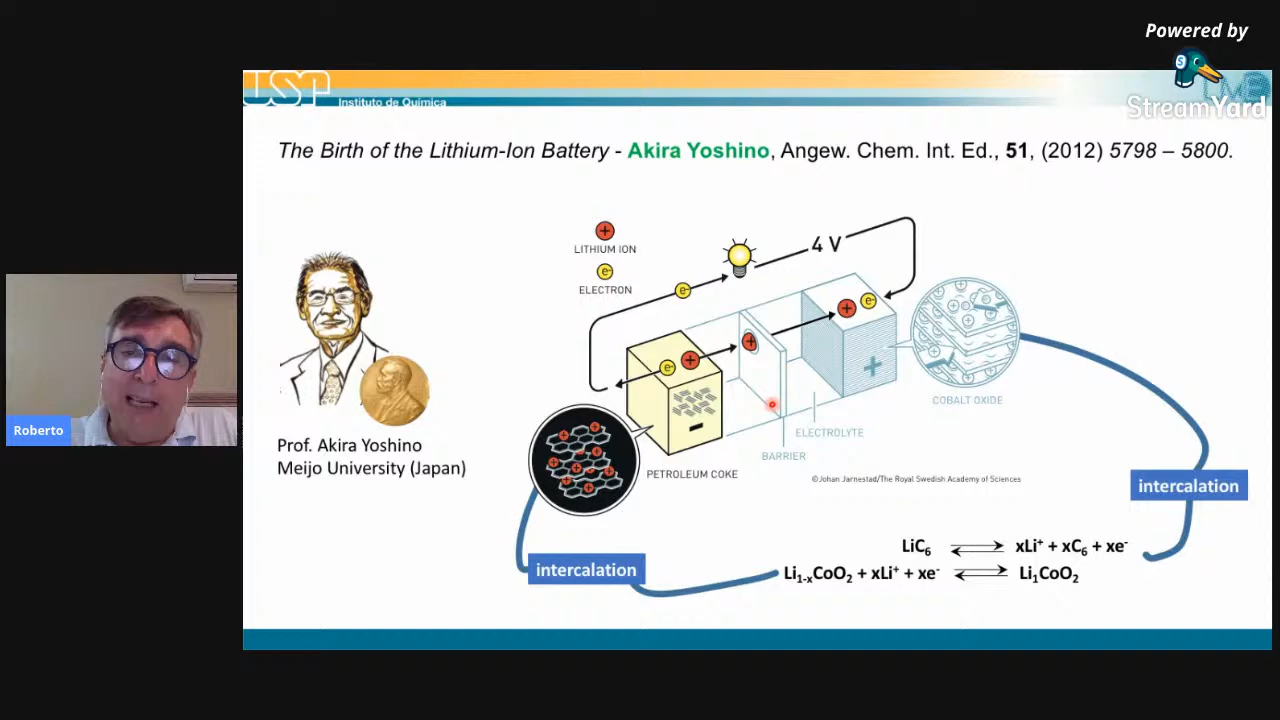 Powered by
StreamYard
USP
Instituto de Química
The Birth of the Lithium-Ion Battery - Akira Yoshino, Angew. Chem. Int. Ed., 51, (2012) 5798 – 5800.
LITHIUM ION
e-
ELECTRON
e-
4 V
e-
e-
COBALT OXIDE
ELECTROLYTE
BARRIER
PETROLEUM COKE
©Johan Jarnestad/The Royal Swedish Academy of Sciences
Roberto
Prof. Akira Yoshino
Meijo University (Japan)
intercalation
intercalation
LiC6 ⇌ xLi+ + xC6 + xe-
Li1-xCoO2 + xLi+ + xe- ⇌ Li1CoO2